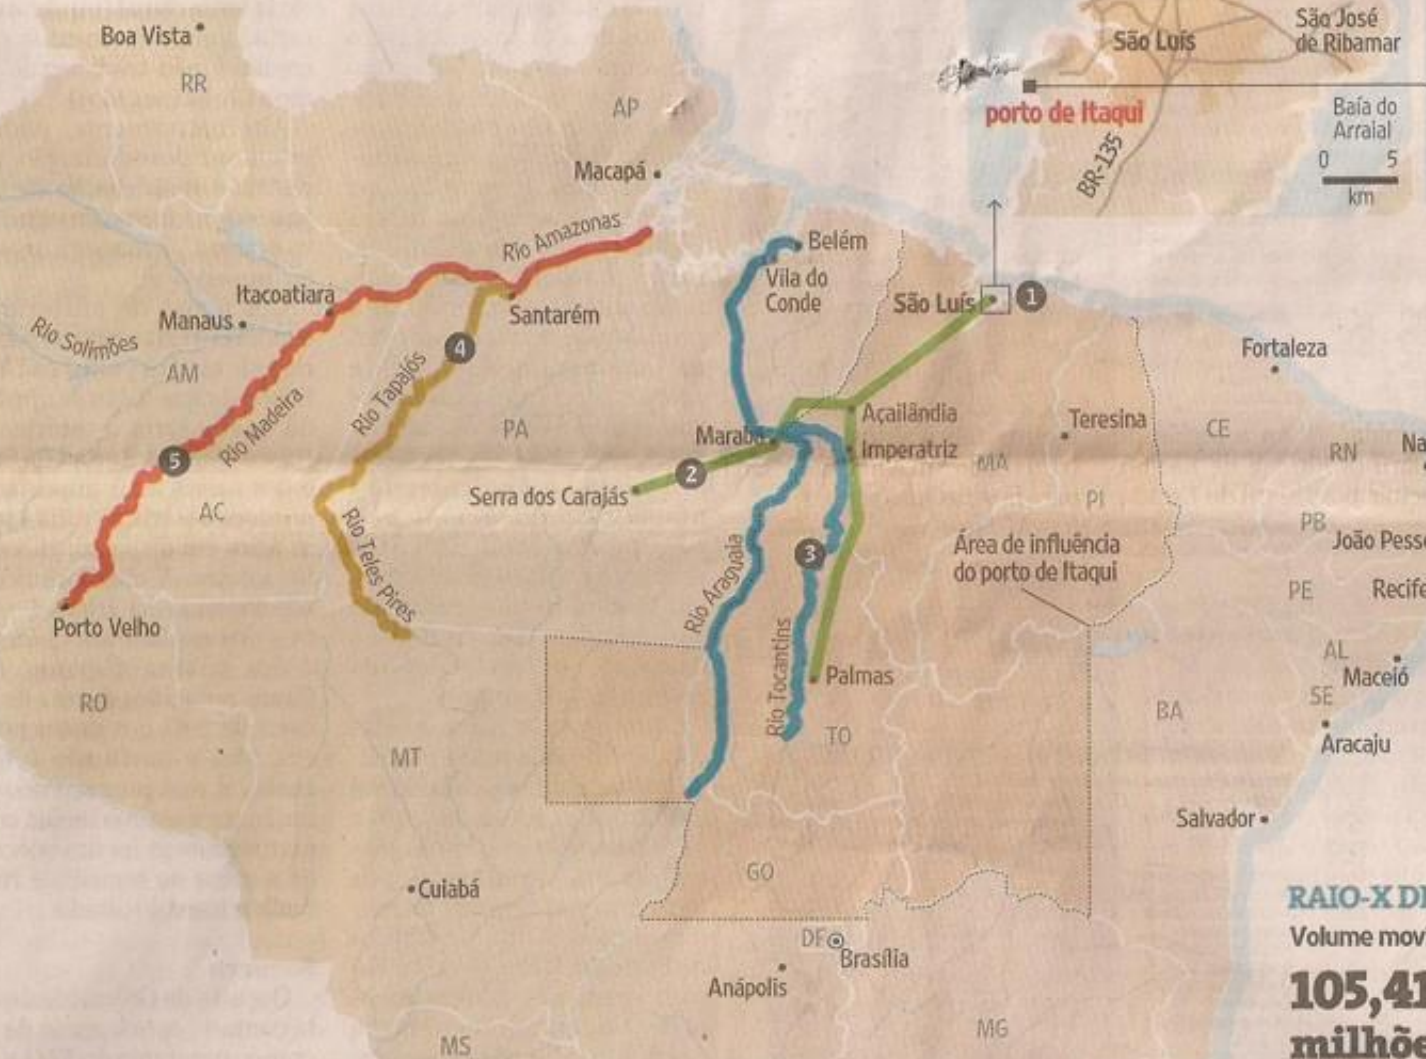 Boa Vista
RR
AP
Macapá
São Luís
São José
de Ribamar
porto de Itaqui
Baía do
Arraial
BR-135
0 5
km
Rio Amazonas
Belém
Vila do
Conde
São Luís
1
Itacoatiara
Manaus
Santarém
Rio Solimões
AM
4
Rio Tapajós
Rio Madeira
5
PA
Fortaleza
Açailândia
Teresina
CE
Marabá
Imperatriz
MA
RN
Na
2
Serra dos Carajás
PI
AC
PB
João Pesso
Rio Teles Pires
Rio Araguaia
3
Área de influência
do porto de Itaqui
PE
Recife
Porto Velho
Rio Tocantins
Palmas
AL
Maceió
RO
SE
BA
TO
Aracaju
MT
Salvador
GO
Cuiabá
DF
Brasília
Anápolis
MS
MG
RAIO-X DE
Volume mov
105,41
milhõe